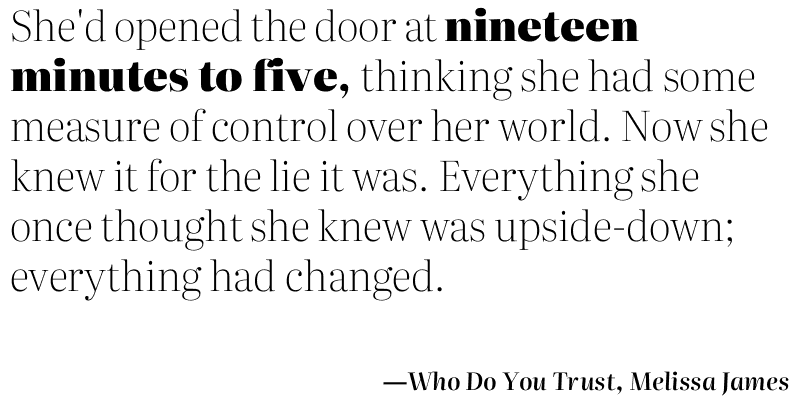 She'd opened the door at nineteen
minutes to five, thinking she had some
measure of control over her world. Now she
knew it for the lie it was. Everything she
once thought she knew was upside-down;
everything had changed.
—Who Do You Trust, Melissa James